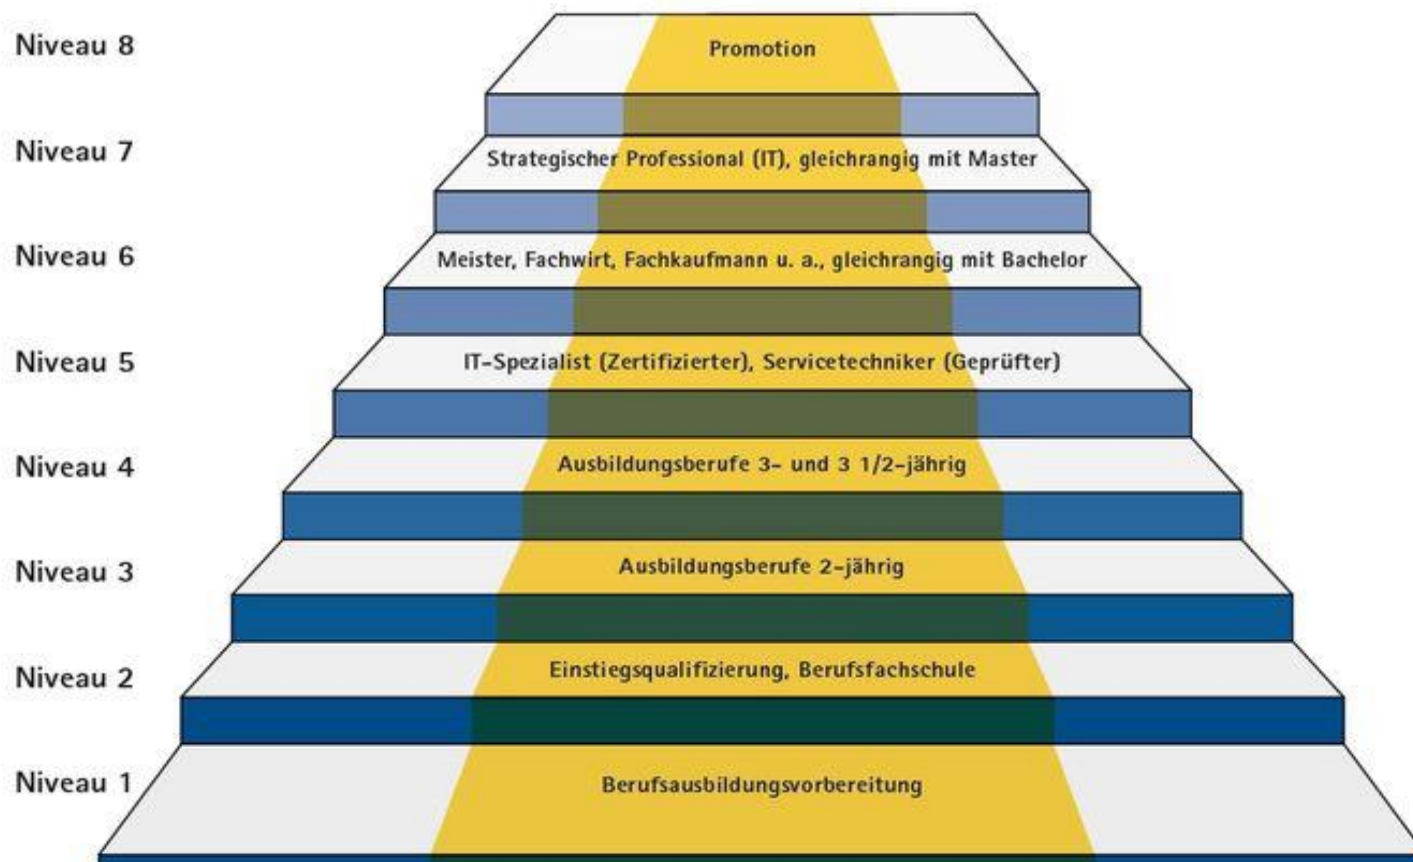 Niveau 8
Promotion
Niveau 7
Strategischer Professional (IT), gleichrangig mit Master
Niveau 6
Meister, Fachwirt, Fachkaufmann u. a., gleichrangig mit Bachelor
Niveau 5
IT-Spezialist (Zertifizierter), Servicetechniker (Geprüfter)
Niveau 4
Ausbildungsberufe 3- und 3 1/2-jährig
Niveau 3
Ausbildungsberufe 2-jährig
Niveau 2
Einstiegsqualifizierung, Berufsfachschule
Niveau 1
Berufsausbildungsvorbereitung